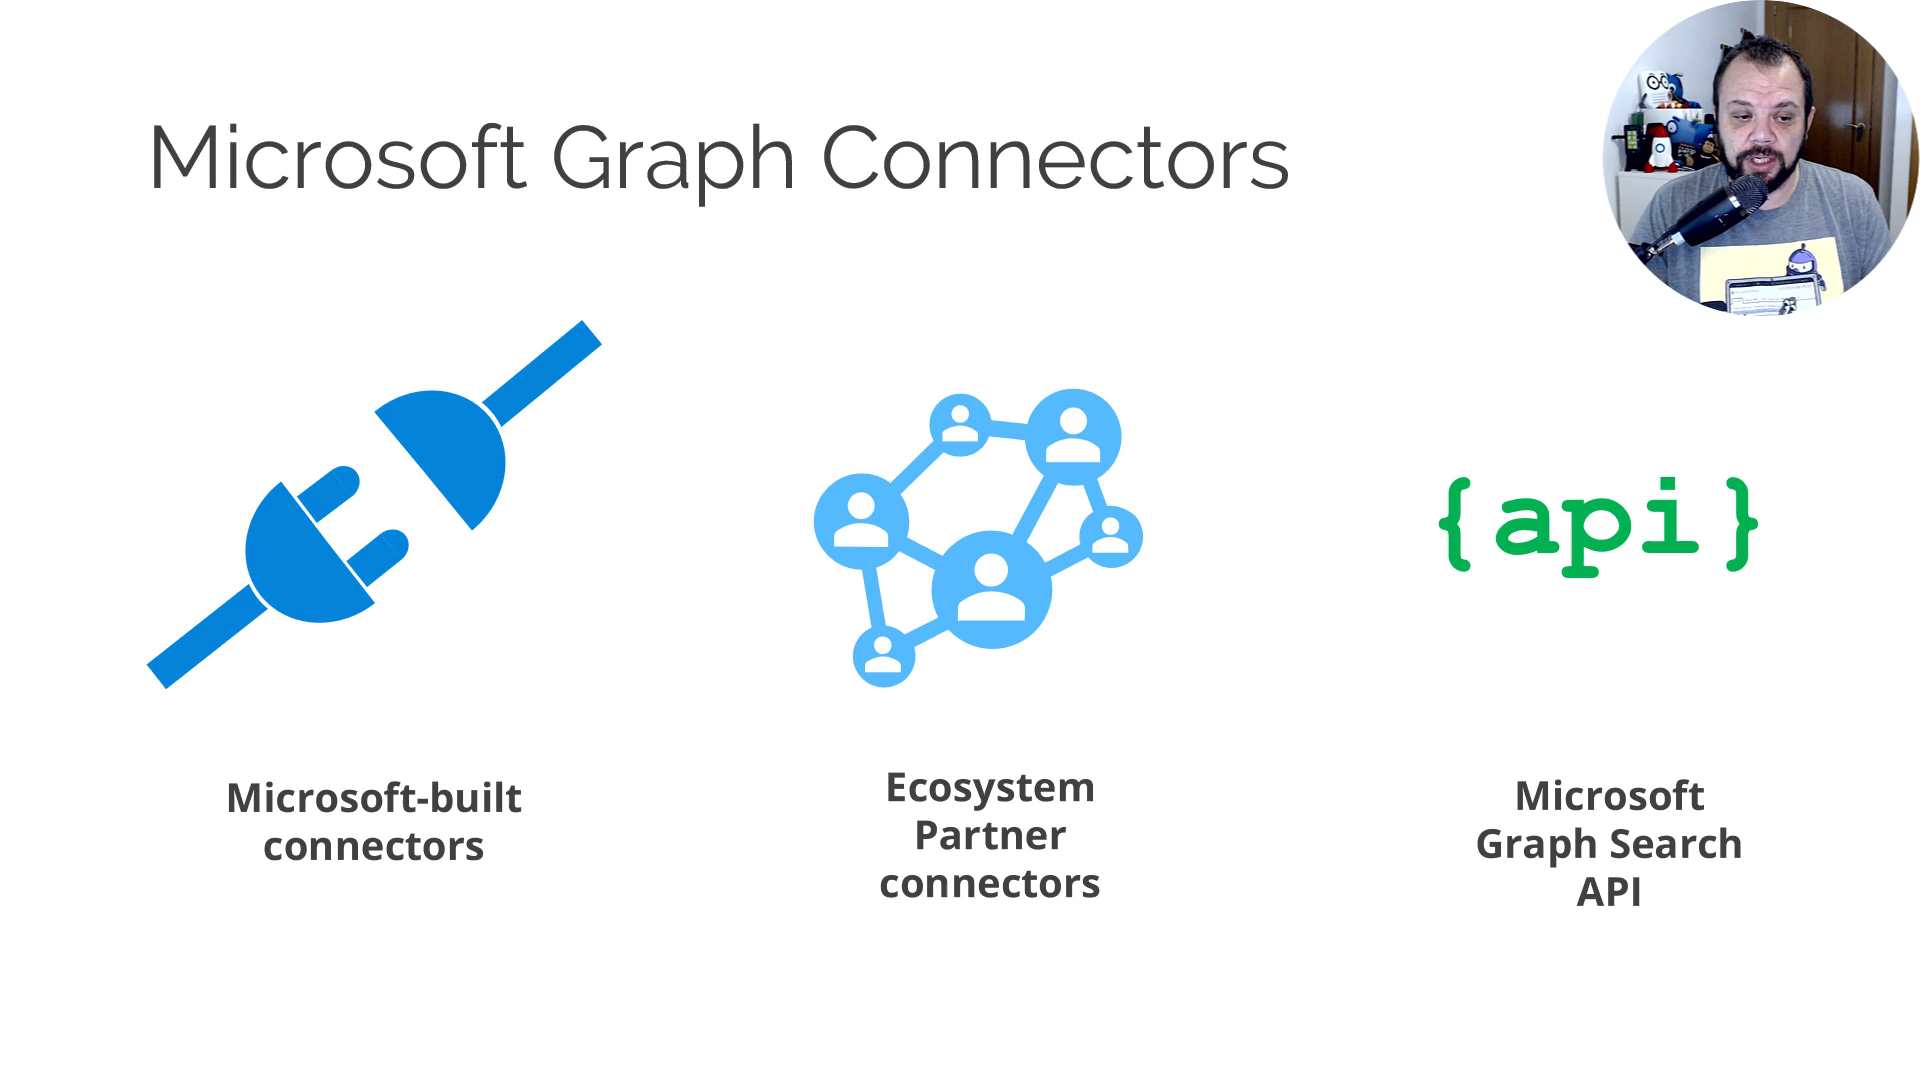 Microsoft Graph Connectors
{api}
Microsoft-built
connectors
Ecosystem
Partner
connectors
Microsoft
Graph Search
API